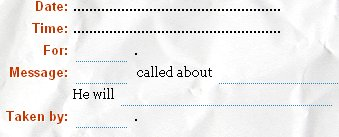 Date: ..................................................
Time: ..................................................
For: ............ .
Message: ............ called about ..............................
He will ..................................................
Taken by: ............ .